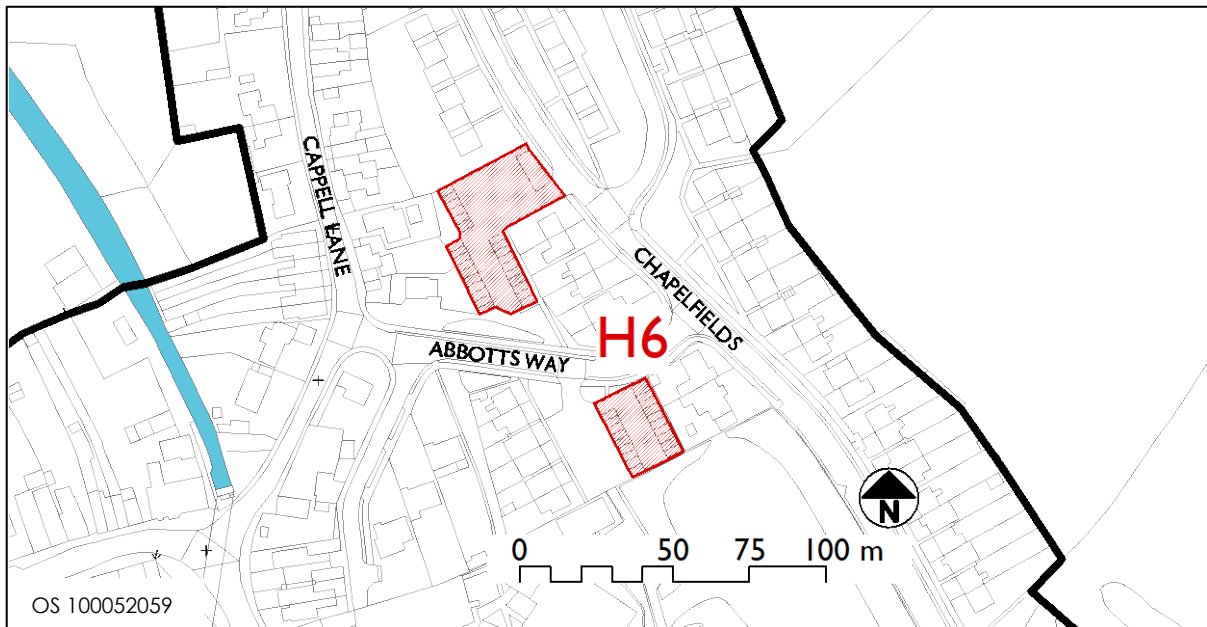 CAPPELL LANE
CHAPELFIELDS
H6
ABBOTTS WAY
N
0 50 75 100 m
OS 100052059